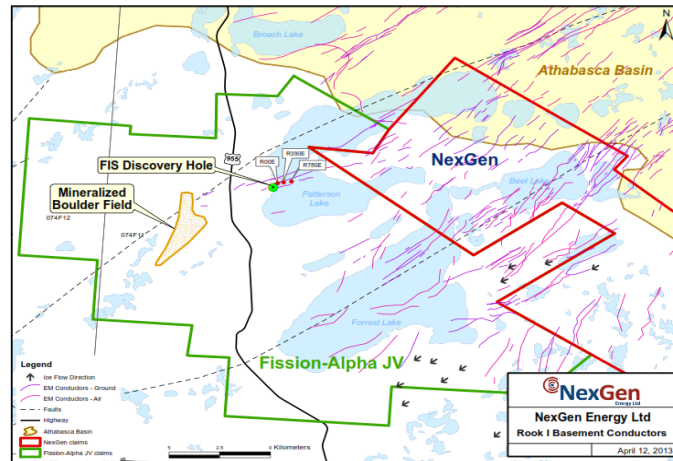 Broach Lake
N
Athabasca Basin
955
R00E
R390E
R780E
NexGen
FIS Discovery Hole
Mineralized
Boulder Field
Patterson
Lake
Beet Lake
074F12
074F11
Forrest Lake
Fission-Alpha JV
Legend
Ice Flow Direction
EM Conductors - Ground
EM Conductors - Air
Faults
Highway
Athabasca Basin
NexGen claims
Fission-Alpha JV claims
5 2.5 0 Kilometers
NexGen
Energy Ltd
NexGen Energy Ltd
Rook I Basement Conductors
April 12, 2013